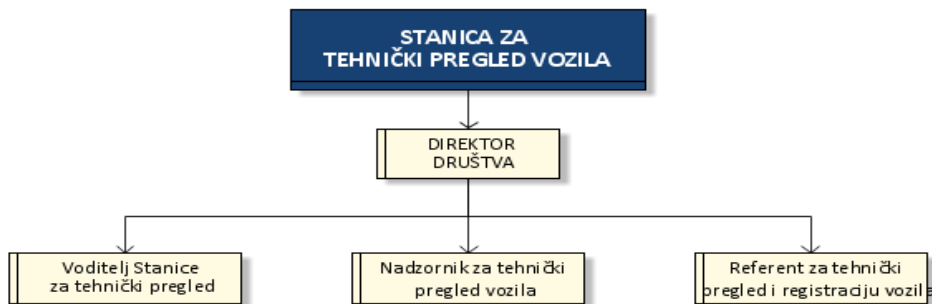 STANICA ZA
TEHNIČKI PREGLED VOZILA
DIREKTOR
DRUŠTVA
Voditelj Stanice
za tehnički pregled
Nadzornik za tehnički
pregled vozila
Referent za tehnički
pregled i registraciju vozila